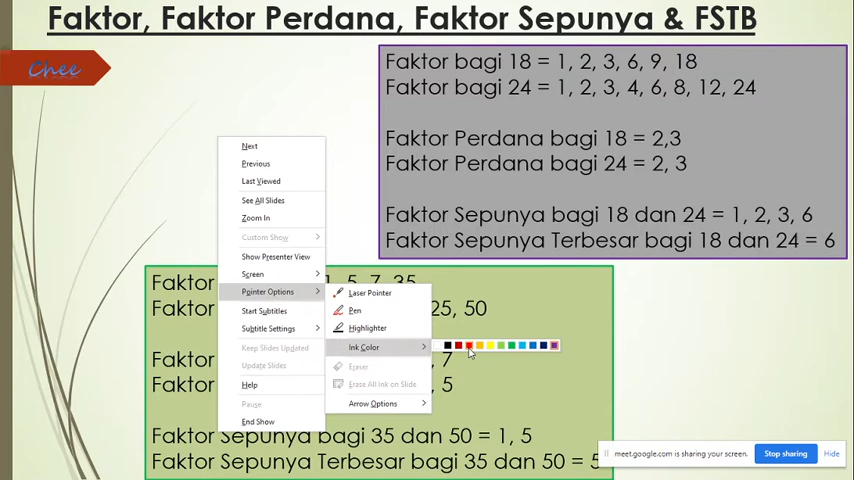 Faktor, Faktor Perdana, Faktor Sepunya & FSTB
Chee
Faktor bagi 18 = 1, 2, 3, 6, 9, 18
Faktor bagi 24 = 1, 2, 3, 4, 6, 8, 12, 24
Faktor Perdana bagi 18 = 2,3
Faktor Perdana bagi 24 = 2, 3
Faktor Sepunya bagi 18 dan 24 = 1, 2, 3, 6
Faktor Sepunya Terbesar bagi 18 dan 24 = 6
Next
Previous
Last Viewed
See All Slides
Zoom In
Custom Show
Show Presenter View
Screen
Pointer Options
Start Subtitles
Subtitle Settings
Keep Slides Updated
Update Slides
Help
Pause
End Show
Laser Pointer
Pen
Highlighter
Ink Color
Eraser
Erase All Ink on Slide
Arrow Options
Faktor 1, 5, 7, 35
Faktor 25, 50
Faktor , 7
Faktor , 5
Faktor Sepunya bagi 35 dan 50 = 1, 5
Faktor Sepunya Terbesar bagi 35 dan 50 = 5
meet.google.com is sharing your screen.
Stop sharing
Hide